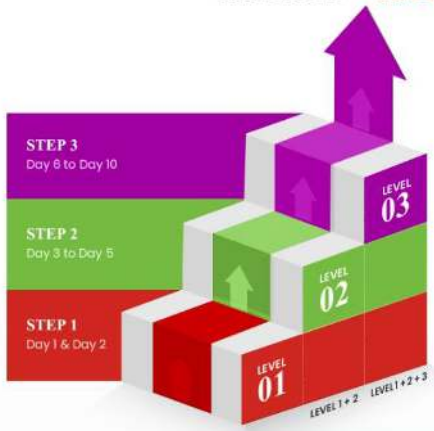 STEP 3
Day 6 to Day 10
LEVEL
03
STEP 2
Day 3 to Day 5
LEVEL
02
STEP 1
Day 1 & Day 2
LEVEL
01
LEVEL 1 + 2
LEVEL 1 + 2 + 3